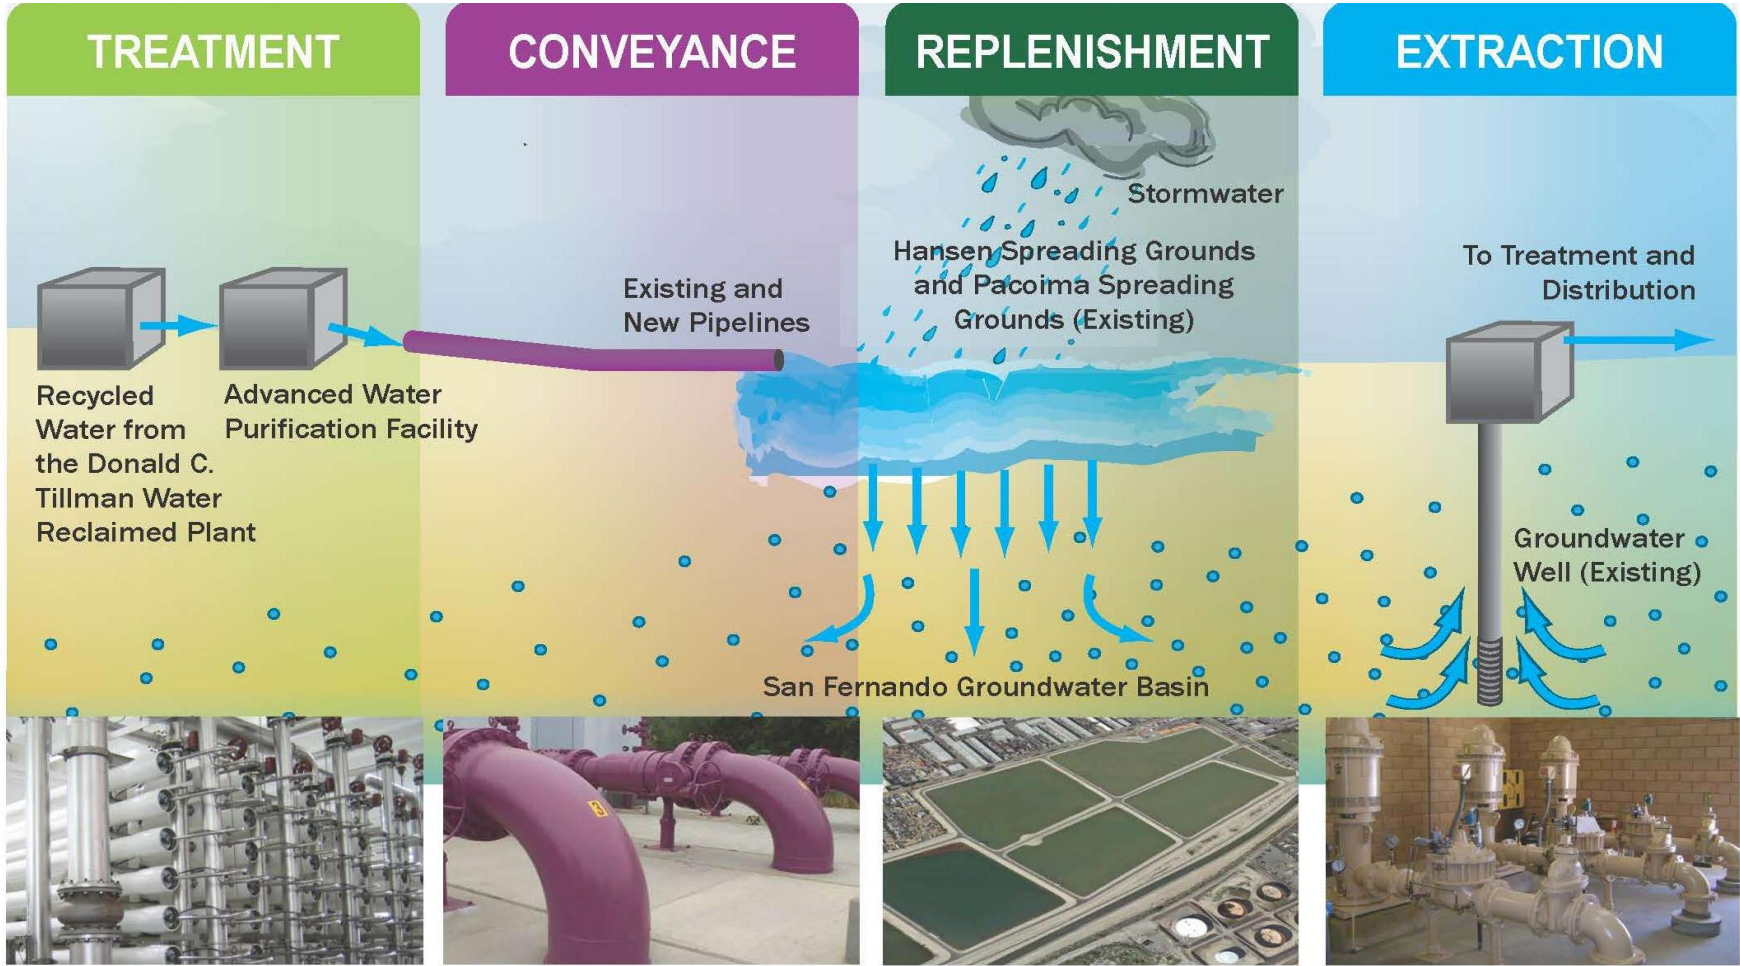 TREATMENT
CONVEYANCE
REPLENISHMENT
EXTRACTION
Recycled
Water from
the Donald C.
Tillman Water
Reclaimed Plant
Advanced Water
Purification Facility
Existing and
New Pipelines
Stormwater
Hansen Spreading Grounds
and Pacoima Spreading
Grounds (Existing)
San Fernando Groundwater Basin
To Treatment and
Distribution
Groundwater
Well (Existing)